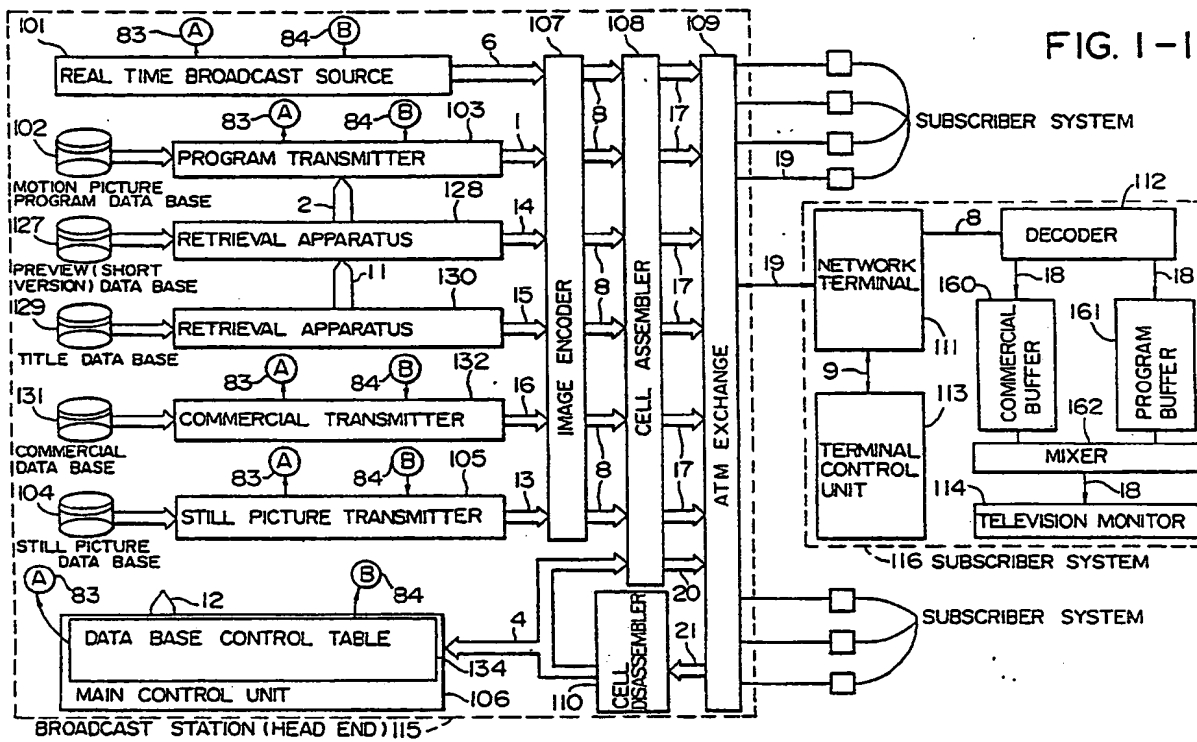 FIG. 1-1
101
83
A
84
B
6
107
108
109
REAL TIME BROADCAST SOURCE
8
17
102
83
A
84
B
103
1
8
17
PROGRAM TRANSMITTER
MOTION PICTURE
PROGRAM DATA BASE
2
128
127
14
RETRIEVAL APPARATUS
8
17
PREVIEW (SHORT
VERSION) DATA BASE
11
130
129
15
RETRIEVAL APPARATUS
8
17
TITLE DATA BASE
83
A
84
B
132
131
16
COMMERCIAL TRANSMITTER
8
17
COMMERCIAL
DATA BASE
83
A
84
B
105
104
13
STILL PICTURE TRANSMITTER
8
17
STILL PICTURE
DATA BASE
IMAGE ENCODER
CELL ASSEMBLER
ATM EXCHANGE
A
83
12
B
84
4
20
21
DATA BASE CONTROL TABLE
134
MAIN CONTROL UNIT
106
110
CELL
DISASSEMBLER
BROADCAST STATION (HEAD END) 115
SUBSCRIBER SYSTEM
19
19
112
8
DECODER
NETWORK
TERMINAL
111
18
18
160
161
COMMERCIAL
BUFFER
PROGRAM
BUFFER
9
113
TERMINAL
CONTROL
UNIT
162
MIXER
114
18
TELEVISION MONITOR
116 SUBSCRIBER SYSTEM
SUBSCRIBER SYSTEM